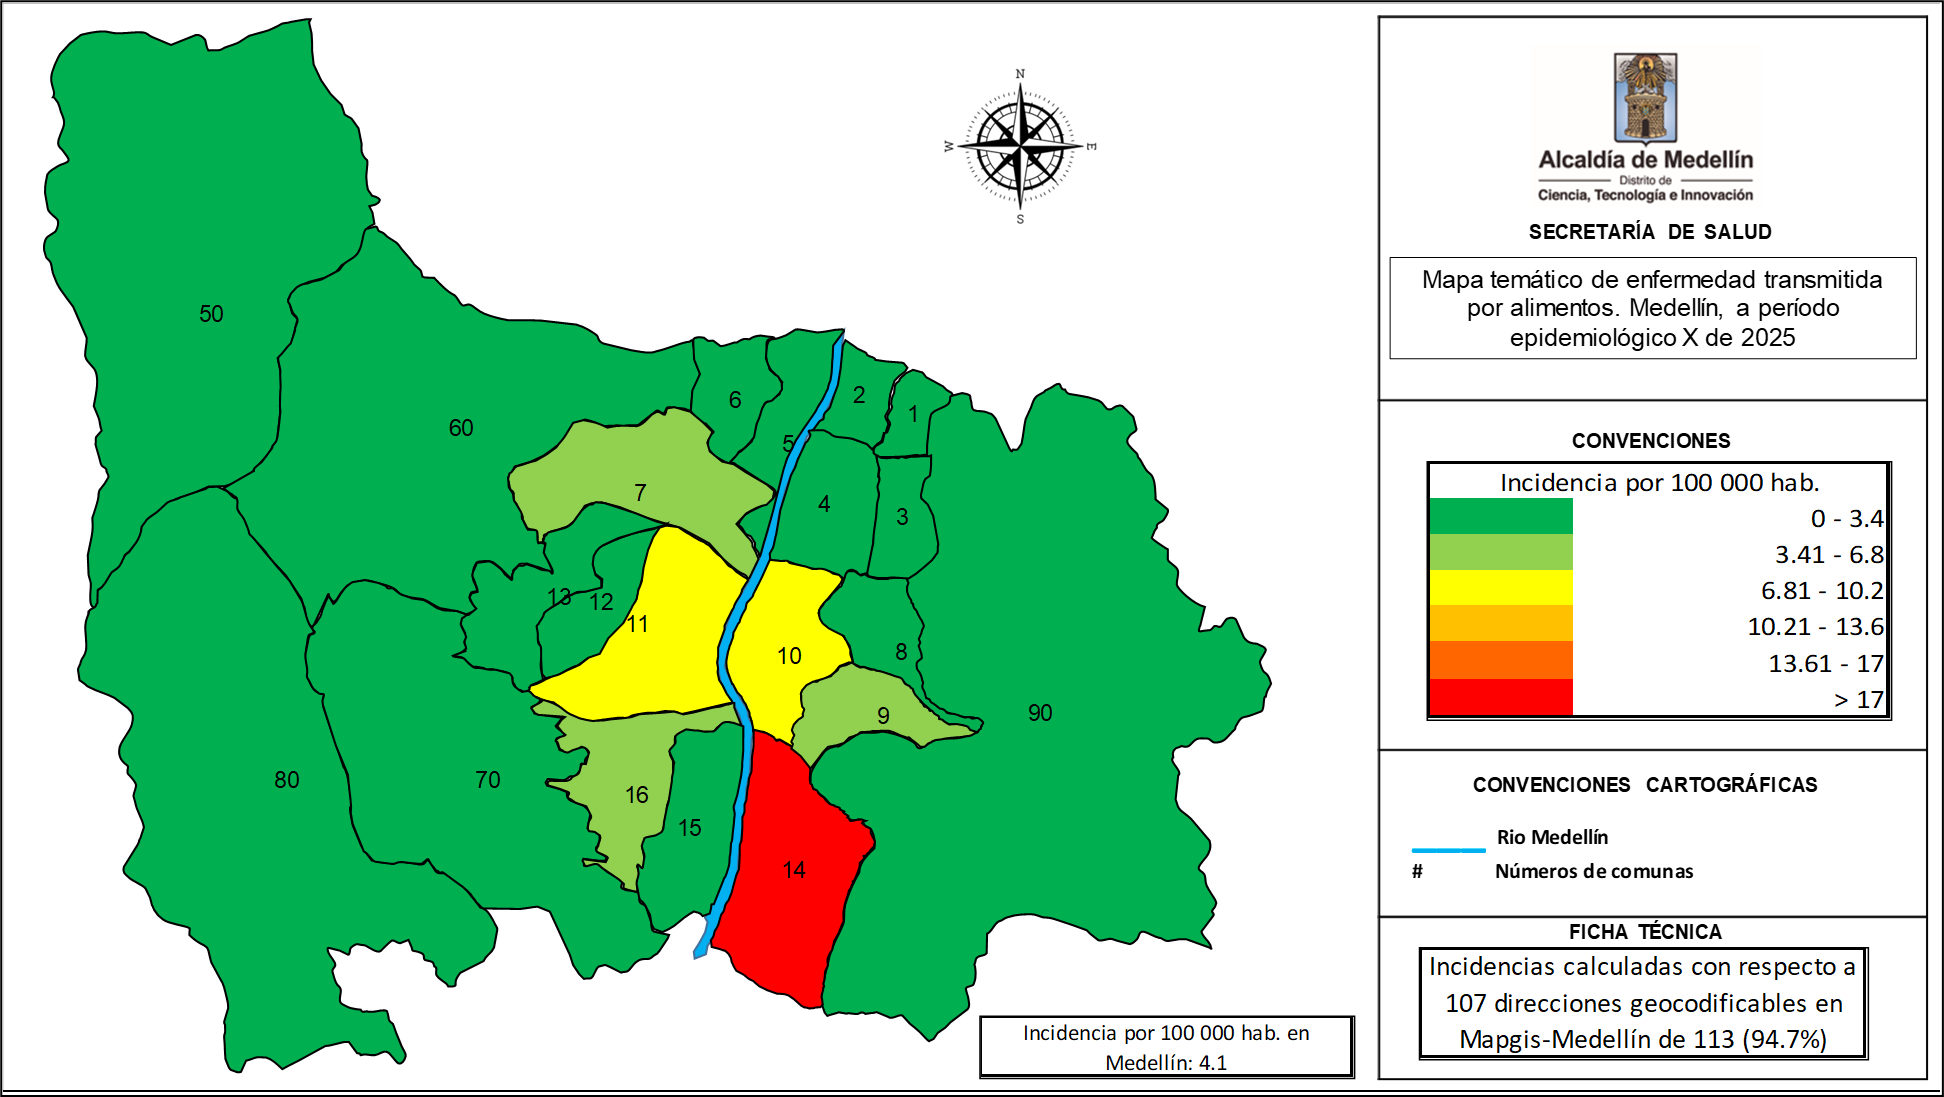 N
W
E
S
50
60
6
2
1
5
7
4
3
13
12
11
10
8
9
90
80
70
16
15
14
Incidencia por 100 000 hab. en
Medellín: 4.1
Alcaldía de Medellín
Distrito de
Ciencia, Tecnología e Innovación
SECRETARÍA DE SALUD
Mapa temático de enfermedad transmitida
por alimentos. Medellín, a período
epidemiológico X de 2025
CONVENCIONES
Incidencia por 100 000 hab.
0 - 3.4
3.41 - 6.8
6.81 - 10.2
10.21 - 13.6
13.61 - 17
> 17
CONVENCIONES CARTOGRÁFICAS
Rio Medellín
# Números de comunas
FICHA TÉCNICA
Incidencias calculadas con respecto a
107 direcciones geocodificables en
Mapgis-Medellín de 113 (94.7%)